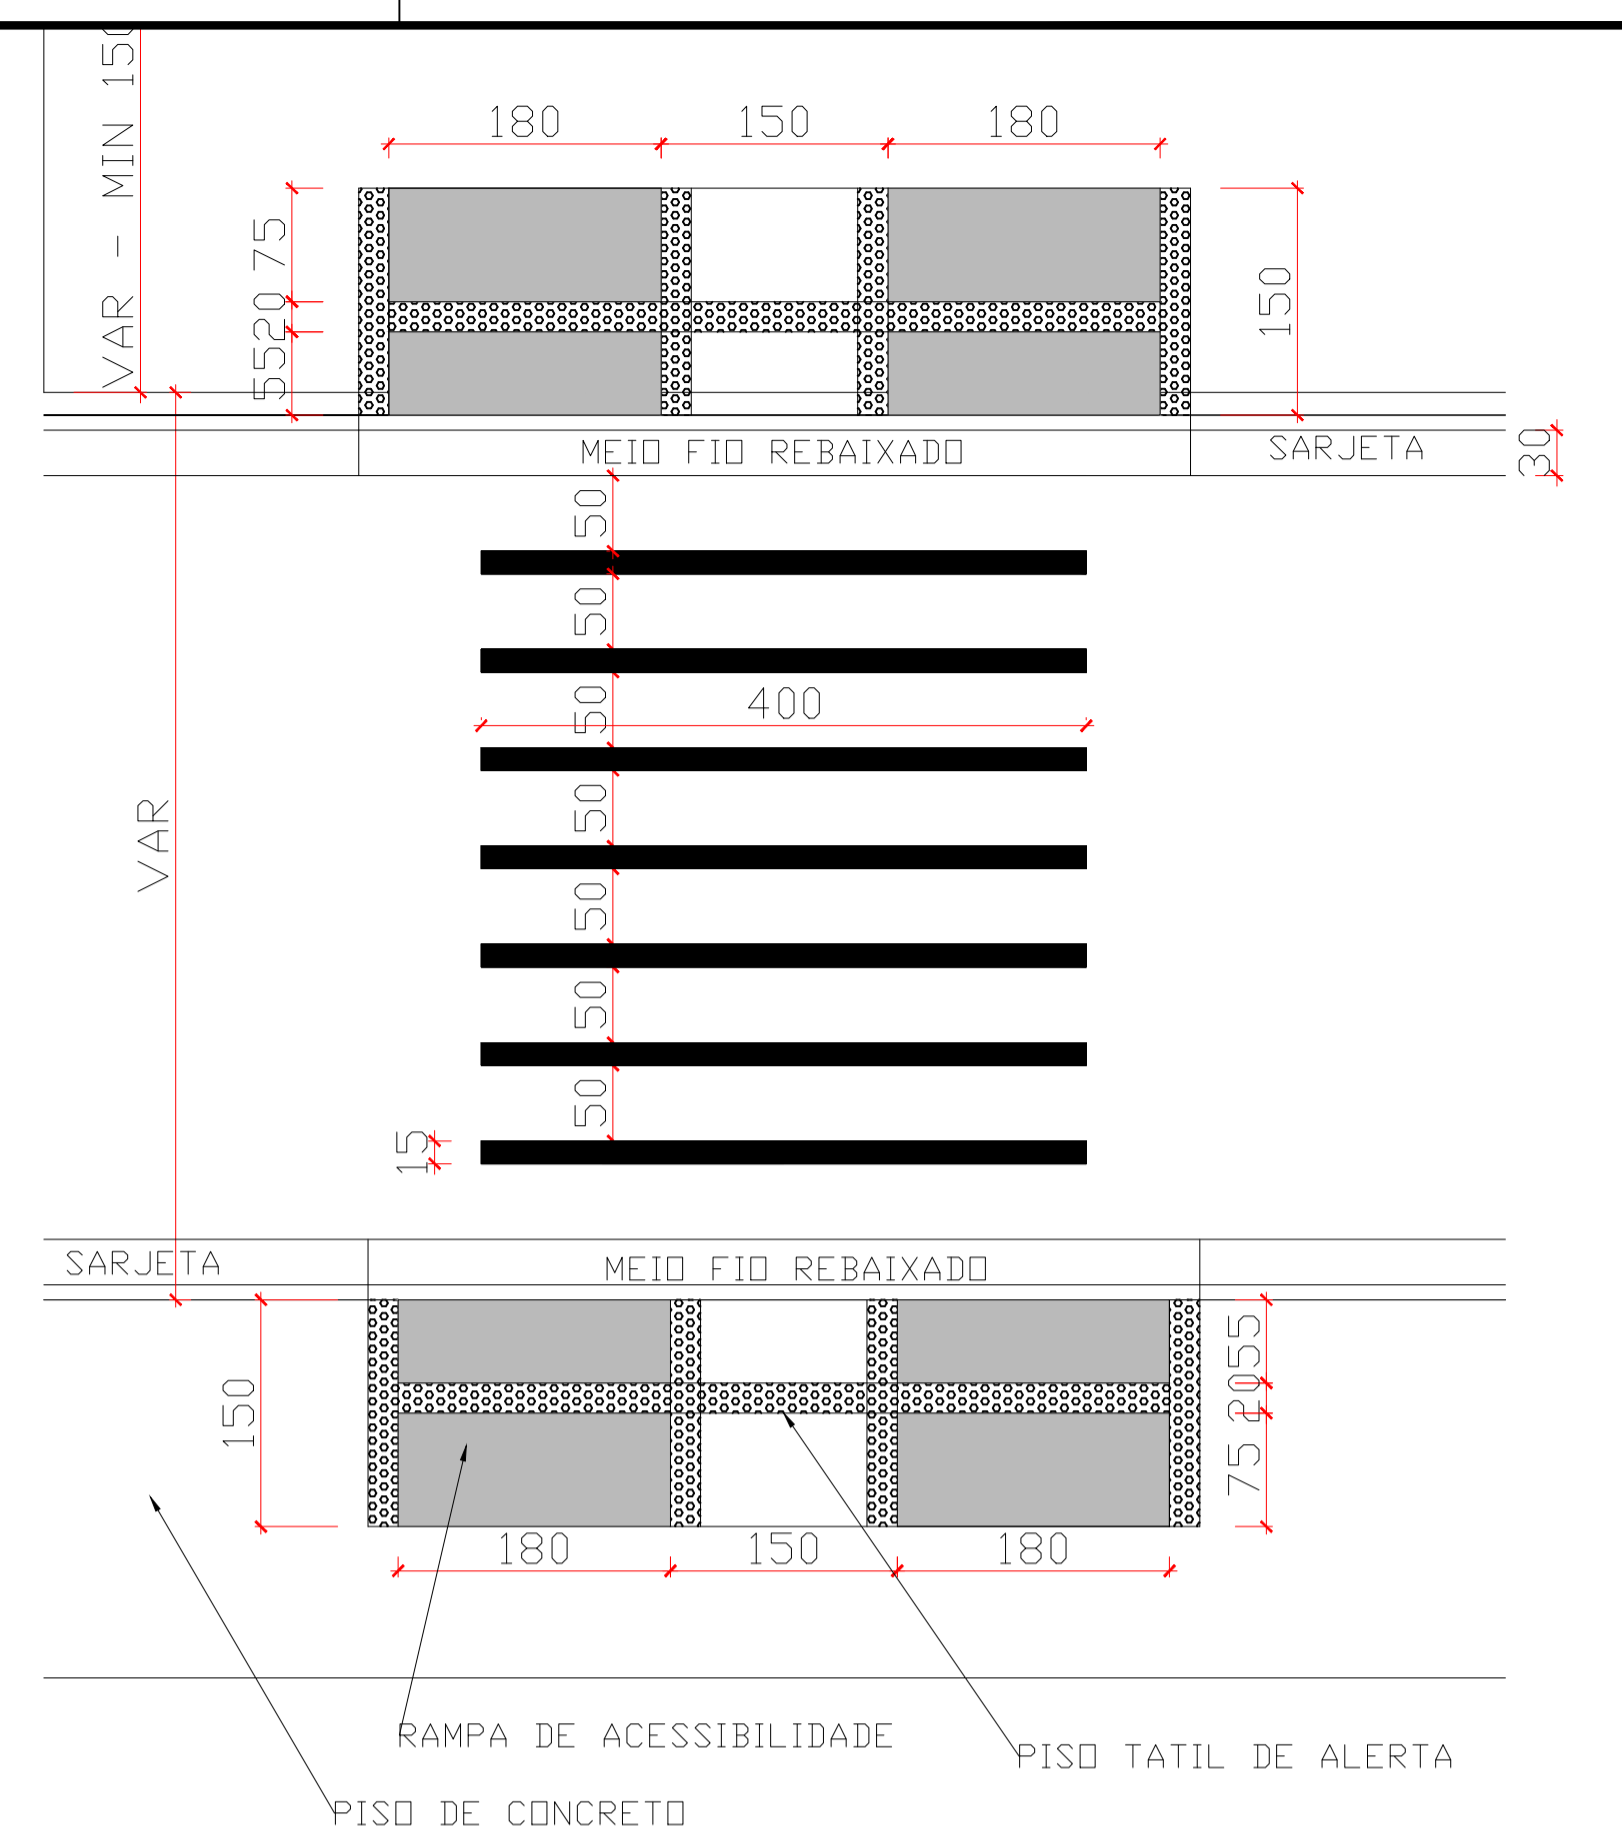 VAR - MIN 150
180
150
180
75
20
55
150
MEIO FIO REBAIXADO
SARJETA
30
50
50
50
400
50
50
50
50
VAR
15
SARJETA
MEIO FIO REBAIXADO
150
55
20
75
180
150
180
RAMPA DE ACESSIBILIDADE
PISO TATIL DE ALERTA
PISO DE CONCRETO